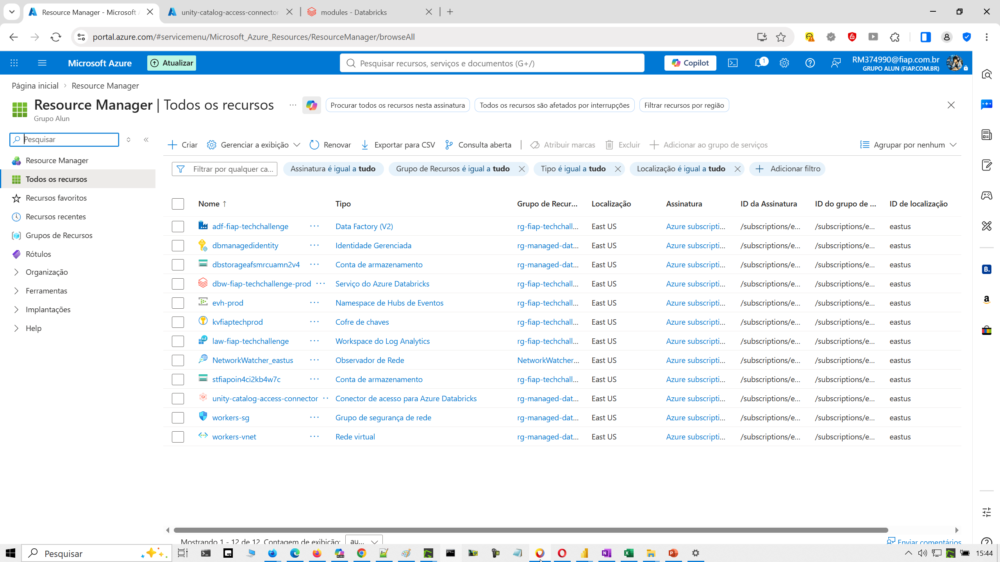 Resource Manager - Microsoft A
unity-catalog-access-connector
modules - Databricks
portal.azure.com/#servicemenu/Microsoft_Azure_Resources/ResourceManager/browseAll
Microsoft Azure
Atualizar
Pesquisar recursos, serviços e documentos (G+/)
Copilot
1
RM374990@fiap.com.br
GRUPO ALUN (FIAP.COM.BR)
Página inicial
Resource Manager
Resource Manager | Todos os recursos
Grupo Alun
Procurar todos os recursos nesta assinatura
Todos os recursos são afetados por interrupções
Filtrar recursos por região
Pesquisar
Resource Manager
Todos os recursos
Recursos favoritos
Recursos recentes
Grupos de Recursos
Rótulos
Organização
Ferramentas
Implantações
Help
Criar
Gerenciar a exibição
Renovar
Exportar para CSV
Consulta aberta
Atribuir marcas
Excluir
Adicionar ao grupo de serviços
Agrupar por nenhum
Filtrar por qualquer ca...
Assinatura é igual a tudo
Grupo de Recursos é igual a tudo
Tipo é igual a tudo
Localização é igual a tudo
Adicionar filtro
Nome ↑ Tipo Grupo de Recur... Localização Assinatura ID da Assinatura ID do grupo de ... ID de localização
adf-fiap-techchallenge ... Data Factory (V2) rg-fiap-techchall... East US Azure subscripti... /subscriptions/e... /subscriptions/e... eastus
dbmanagedidentity ... Identidade Gerenciada rg-managed-dat... East US Azure subscripti... /subscriptions/e... /subscriptions/e... eastus
dbstorageafsmrcuamn2v4 ... Conta de armazenamento rg-managed-dat... East US Azure subscripti... /subscriptions/e... /subscriptions/e... eastus
dbw-fiap-techchallenge-prod ... Serviço do Azure Databricks rg-fiap-techchall... East US Azure subscripti... /subscriptions/e... /subscriptions/e... eastus
evh-prod ... Namespace de Hubs de Eventos rg-fiap-techchall... East US Azure subscripti... /subscriptions/e... /subscriptions/e... eastus
kvfiaptechprod ... Cofre de chaves rg-fiap-techchall... East US Azure subscripti... /subscriptions/e... /subscriptions/e... eastus
law-fiap-techchallenge ... Workspace do Log Analytics rg-fiap-techchall... East US Azure subscripti... /subscriptions/e... /subscriptions/e... eastus
NetworkWatcher_eastus ... Observador de Rede NetworkWatcher... East US Azure subscripti... /subscriptions/e... /subscriptions/e... eastus
stfiapoin4ci2kb4w7c ... Conta de armazenamento rg-fiap-techchall... East US Azure subscripti... /subscriptions/e... /subscriptions/e... eastus
unity-catalog-access-connector .. Conector de acesso para Azure Databricks rg-managed-dat... East US Azure subscripti... /subscriptions/e... /subscriptions/e... eastus
workers-sg ... Grupo de segurança de rede rg-managed-dat... East US Azure subscripti... /subscriptions/e... /subscriptions/e... eastus
workers-vnet ... Rede virtual rg-managed-dat... East US Azure subscripti... /subscriptions/e... /subscriptions/e... eastus
Mostrando 1 - 12 de 12. Contagem de exibição: au...
Enviar comentários
B.
a
Pesquisar
xp
M365
15:44